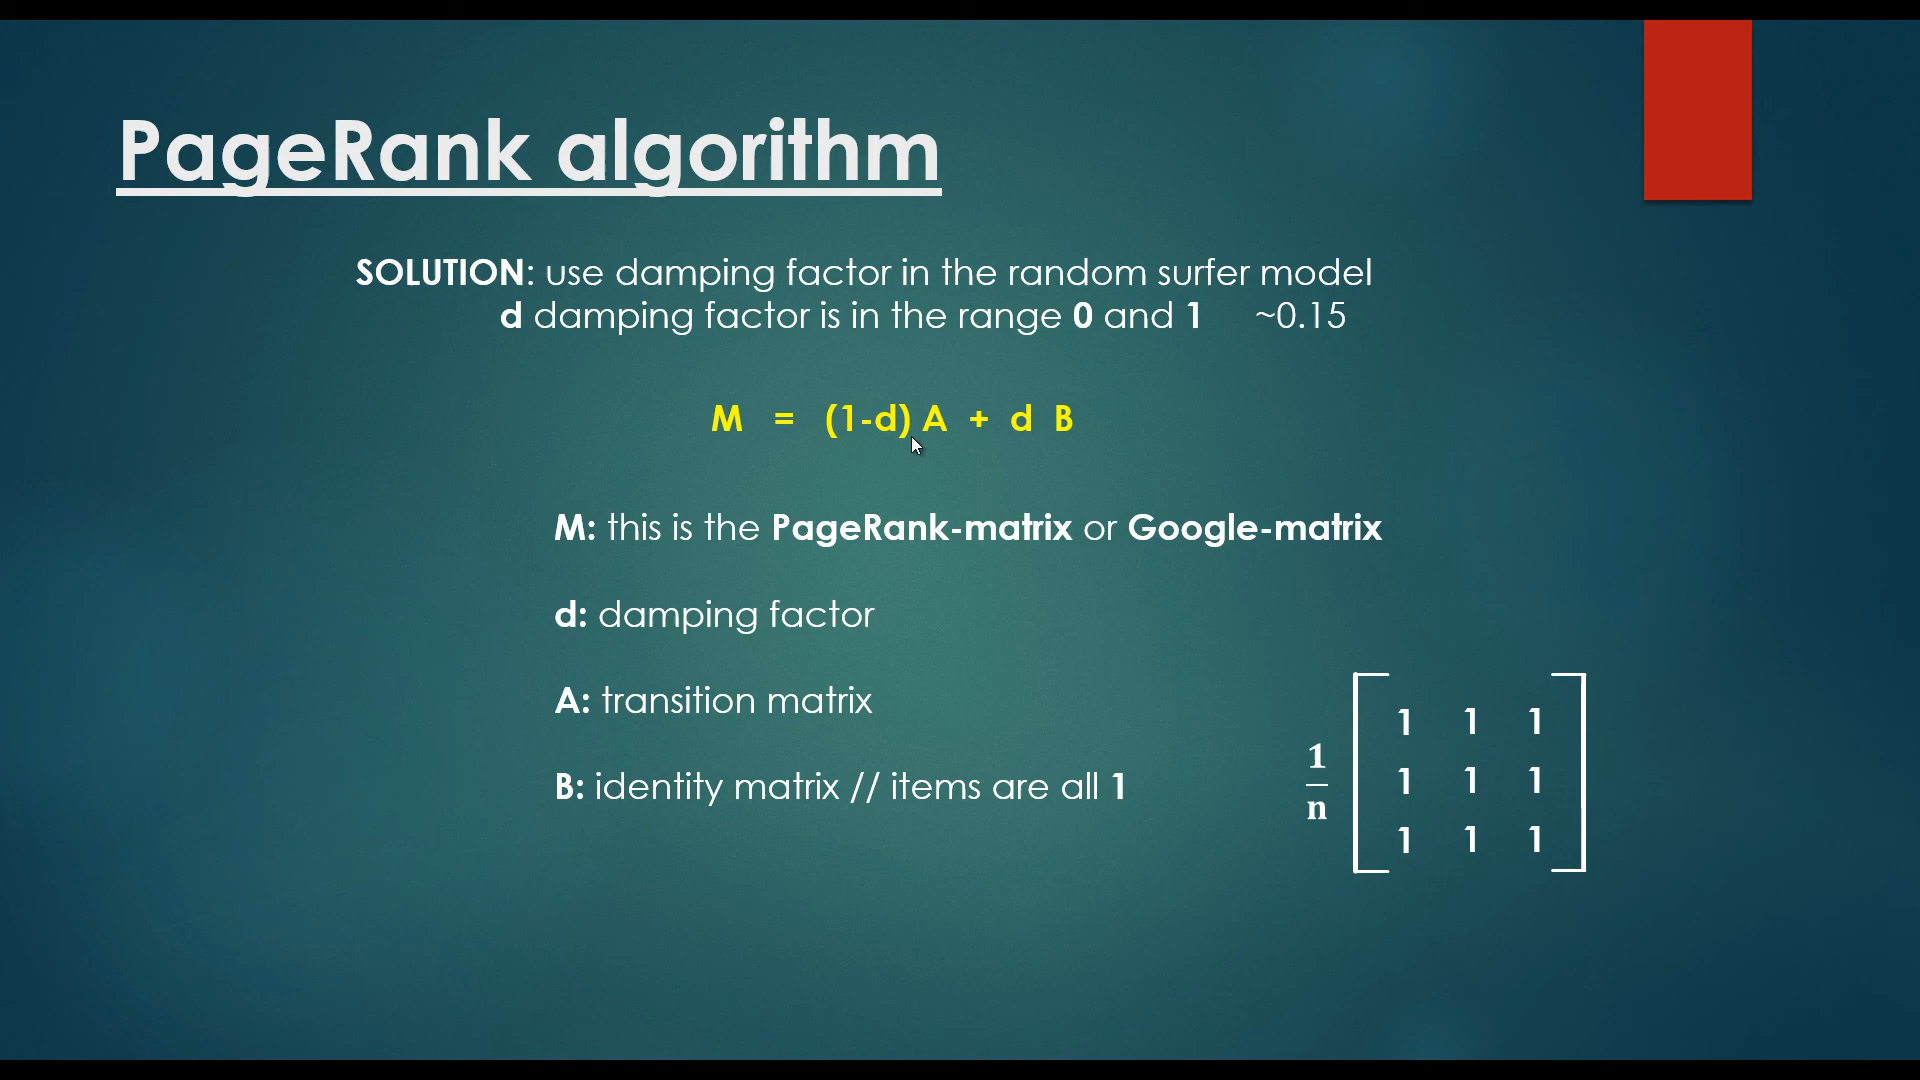 PageRank algorithm
SOLUTION: use damping factor in the random surfer model
d damping factor is in the range 0 and 1 ~0.15
M = (1-d) A + d B
M: this is the PageRank-matrix or Google-matrix
d: damping factor
A: transition matrix
B: identity matrix // items are all 1
1
n
1 1 1
1 1 1
1 1 1